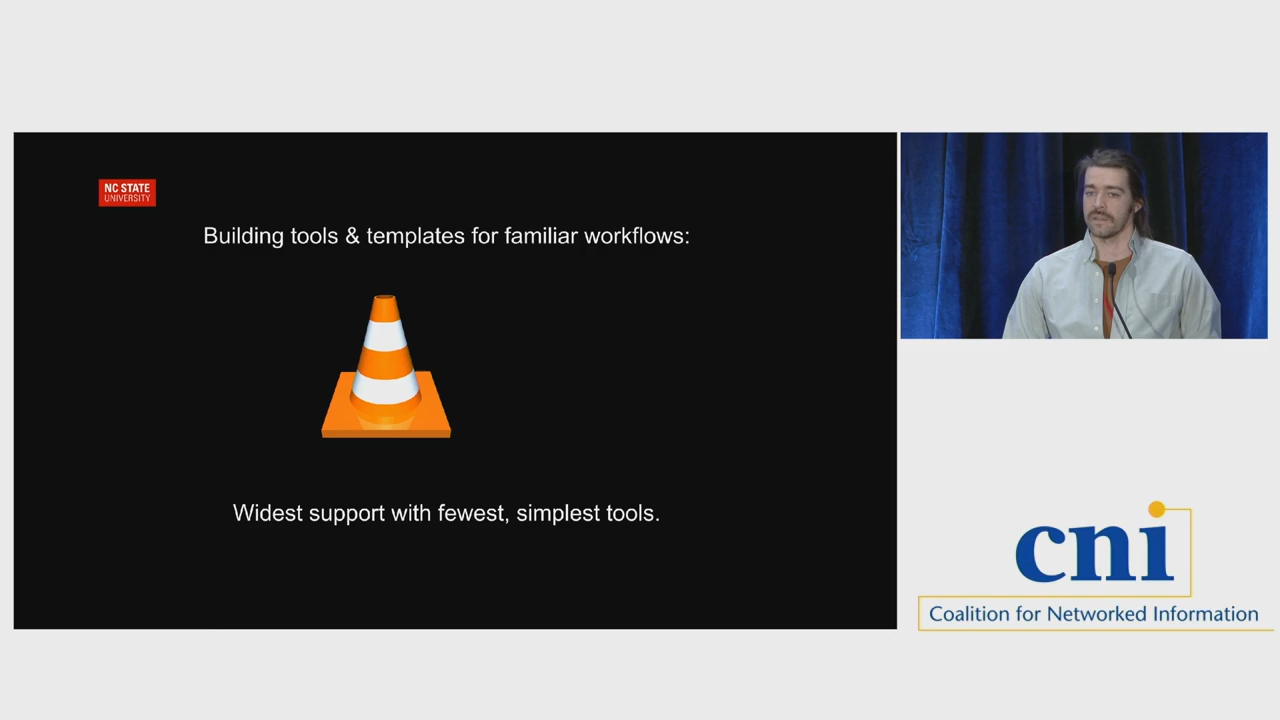 NC STATE
UNIVERSITY
Building tools & templates for familiar workflows:
Widest support with fewest, simplest tools.
cni
Coalition for Networked Information